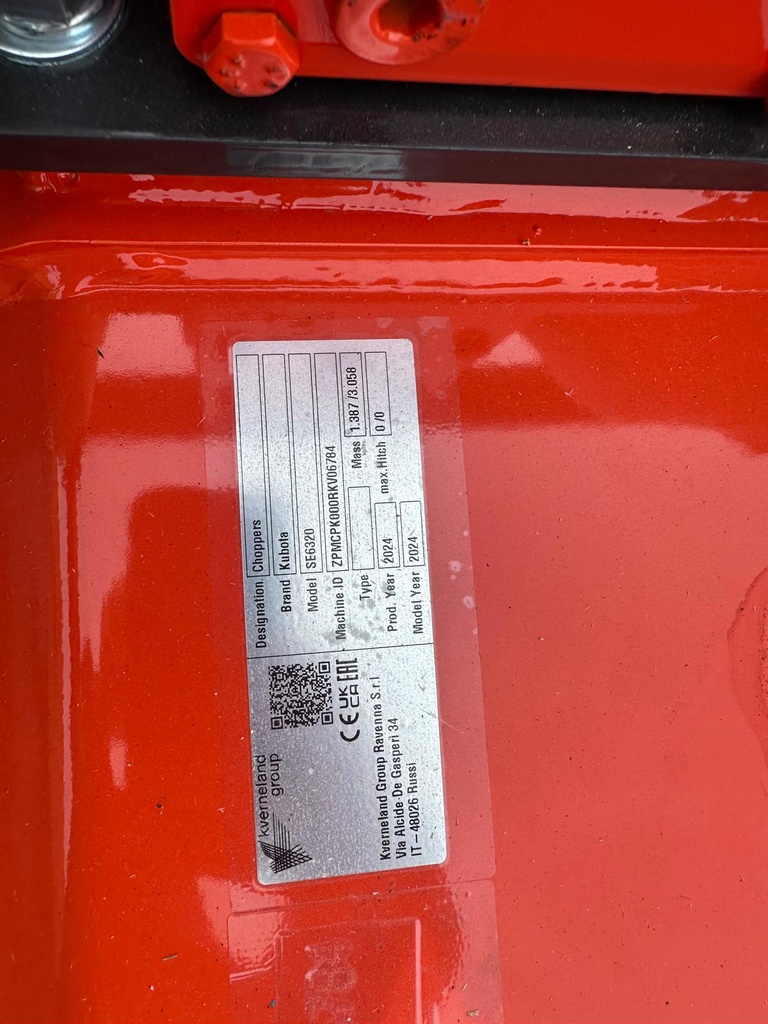 kverneland
group
CE UK CA EAC
Kverneland Group Ravenna S.r.l
Via Alcide De Gasperi 34
IT – 48026 Russi
Designation Choppers
Brand Kubota
Model SE6320
Machine ID ZPMCPK000RKV06784
Type Mass 1.387 /3.058
Prod. Year 2024 max.Hitch 0 /0
Model Year 2024